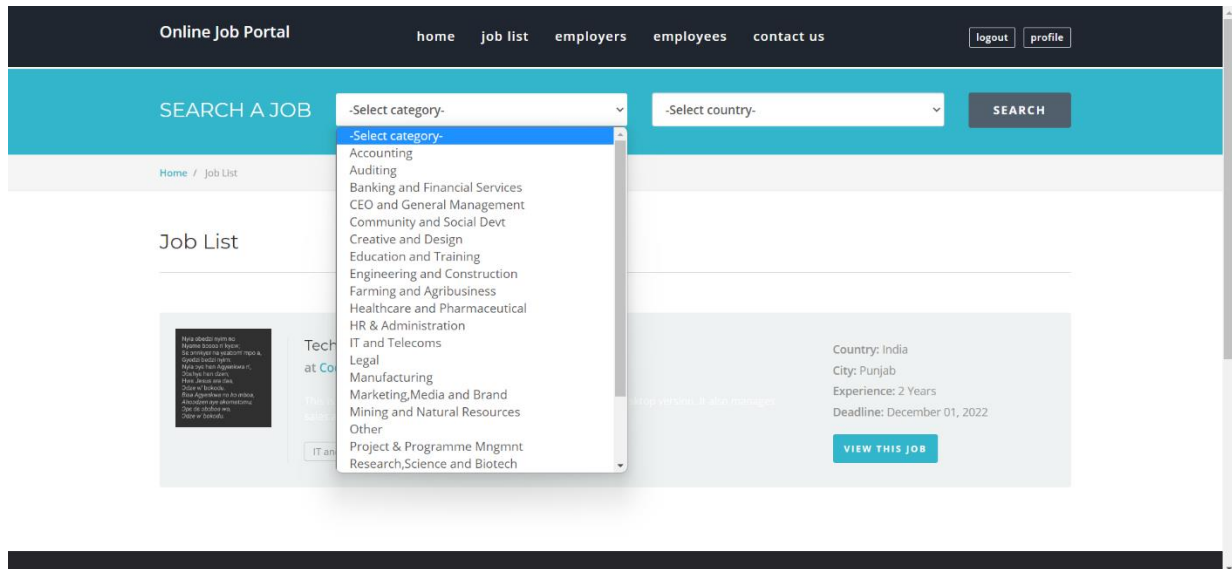 Online Job Portal home job list employers employees contact us logout profile
SEARCH A JOB -Select category- -Select country- SEARCH
-Select category-
Accounting
Auditing
Banking and Financial Services
CEO and General Management
Community and Social Devt
Creative and Design
Education and Training
Engineering and Construction
Farming and Agribusiness
Healthcare and Pharmaceutical
HR & Administration
IT and Telecoms
Legal
Manufacturing
Marketing,Media and Brand
Mining and Natural Resources
Other
Project & Programme Mngmnt
Research,Science and Biotech
Home / Job List
Job List
Tech
at
IT an
Country: India
City: Punjab
Experience: 2 Years
Deadline: December 01, 2022
VIEW THIS JOB